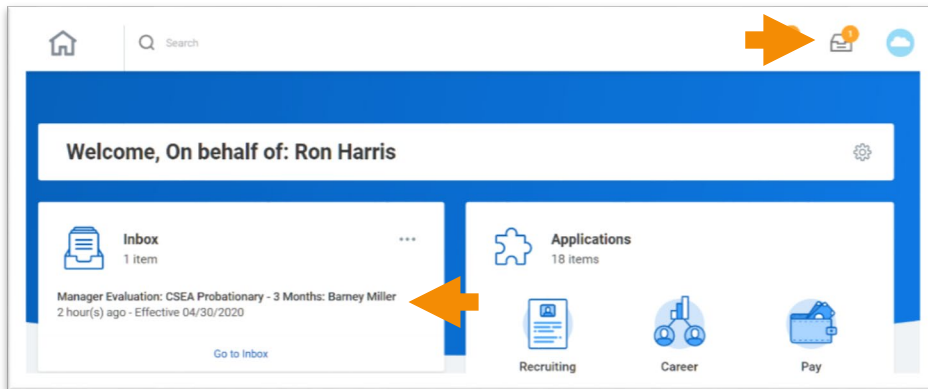 Search
1
Welcome, On behalf of: Ron Harris
Inbox
1 item
Manager Evaluation: CSEA Probationary - 3 Months: Barney Miller
2 hour(s) ago - Effective 04/30/2020
Go to Inbox
Applications
18 items
Recruiting
Career
Pay